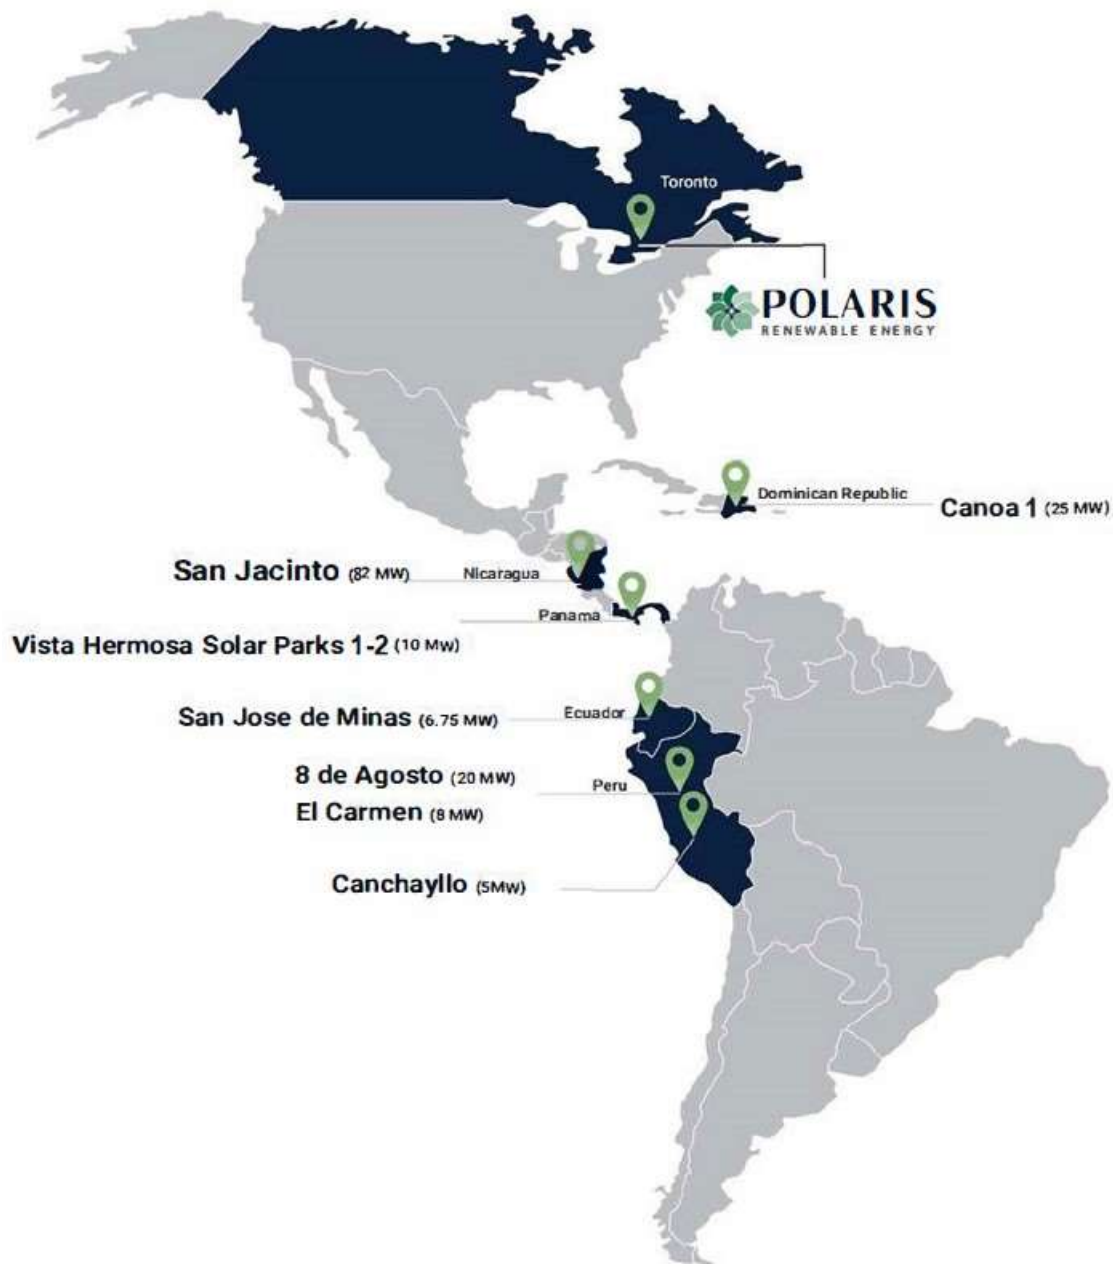 Toronto
POLARIS
RENEWABLE ENERGY
Dominican Republic
Canoa 1 (25 MW)
San Jacinto (82 MW)
Nicaragua
Panama
Vista Hermosa Solar Parks 1-2 (10 MW)
San Jose de Minas (6.75 MW)
Ecuador
8 de Agosto (20 MW)
Peru
El Carmen (8 MW)
Canchayllo (5MW)